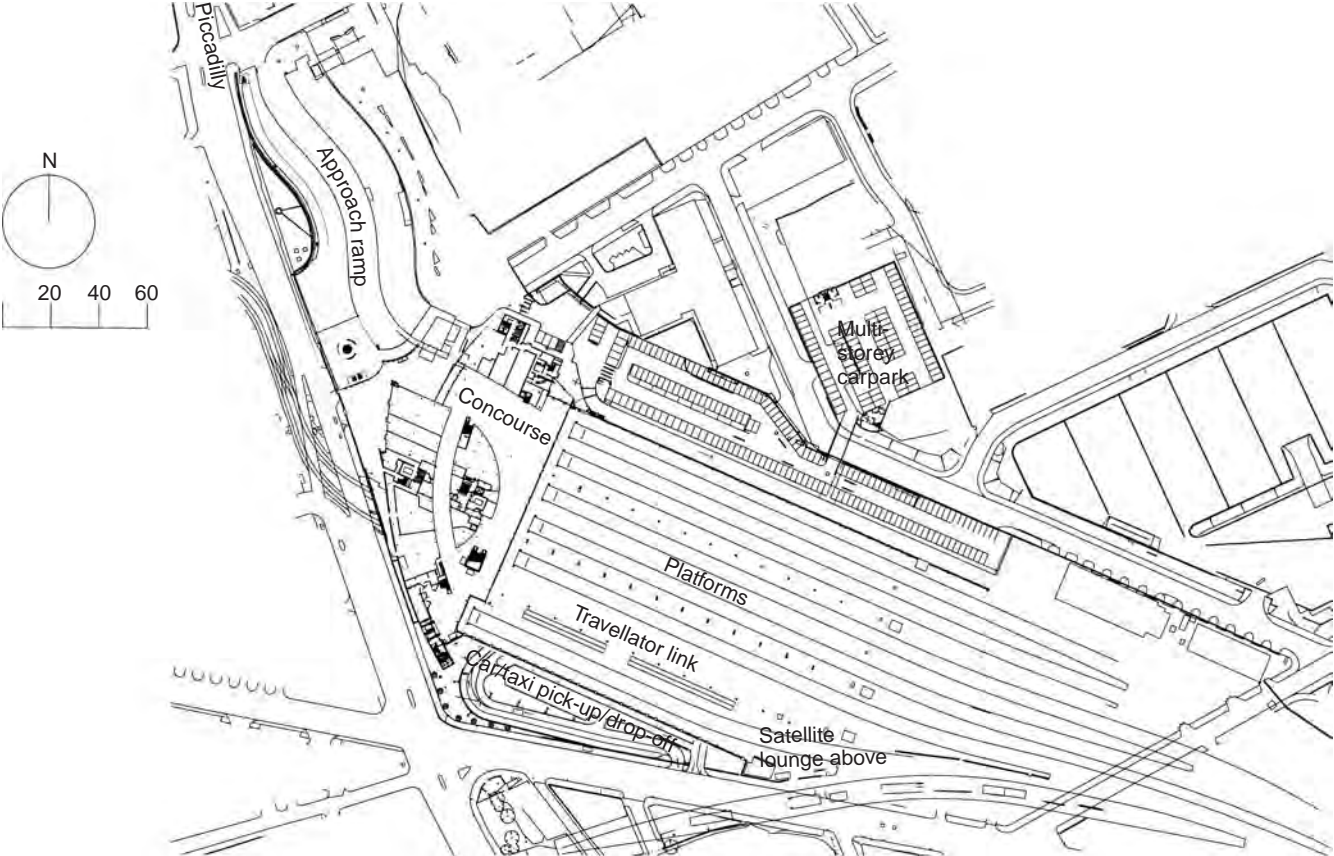 Piccadilly
N
20 40 60
Approach ramp
Concourse
Multi-
storey
carpark
Platforms
Travellator link
Car/taxi pick-up/drop-off
Satellite
lounge above